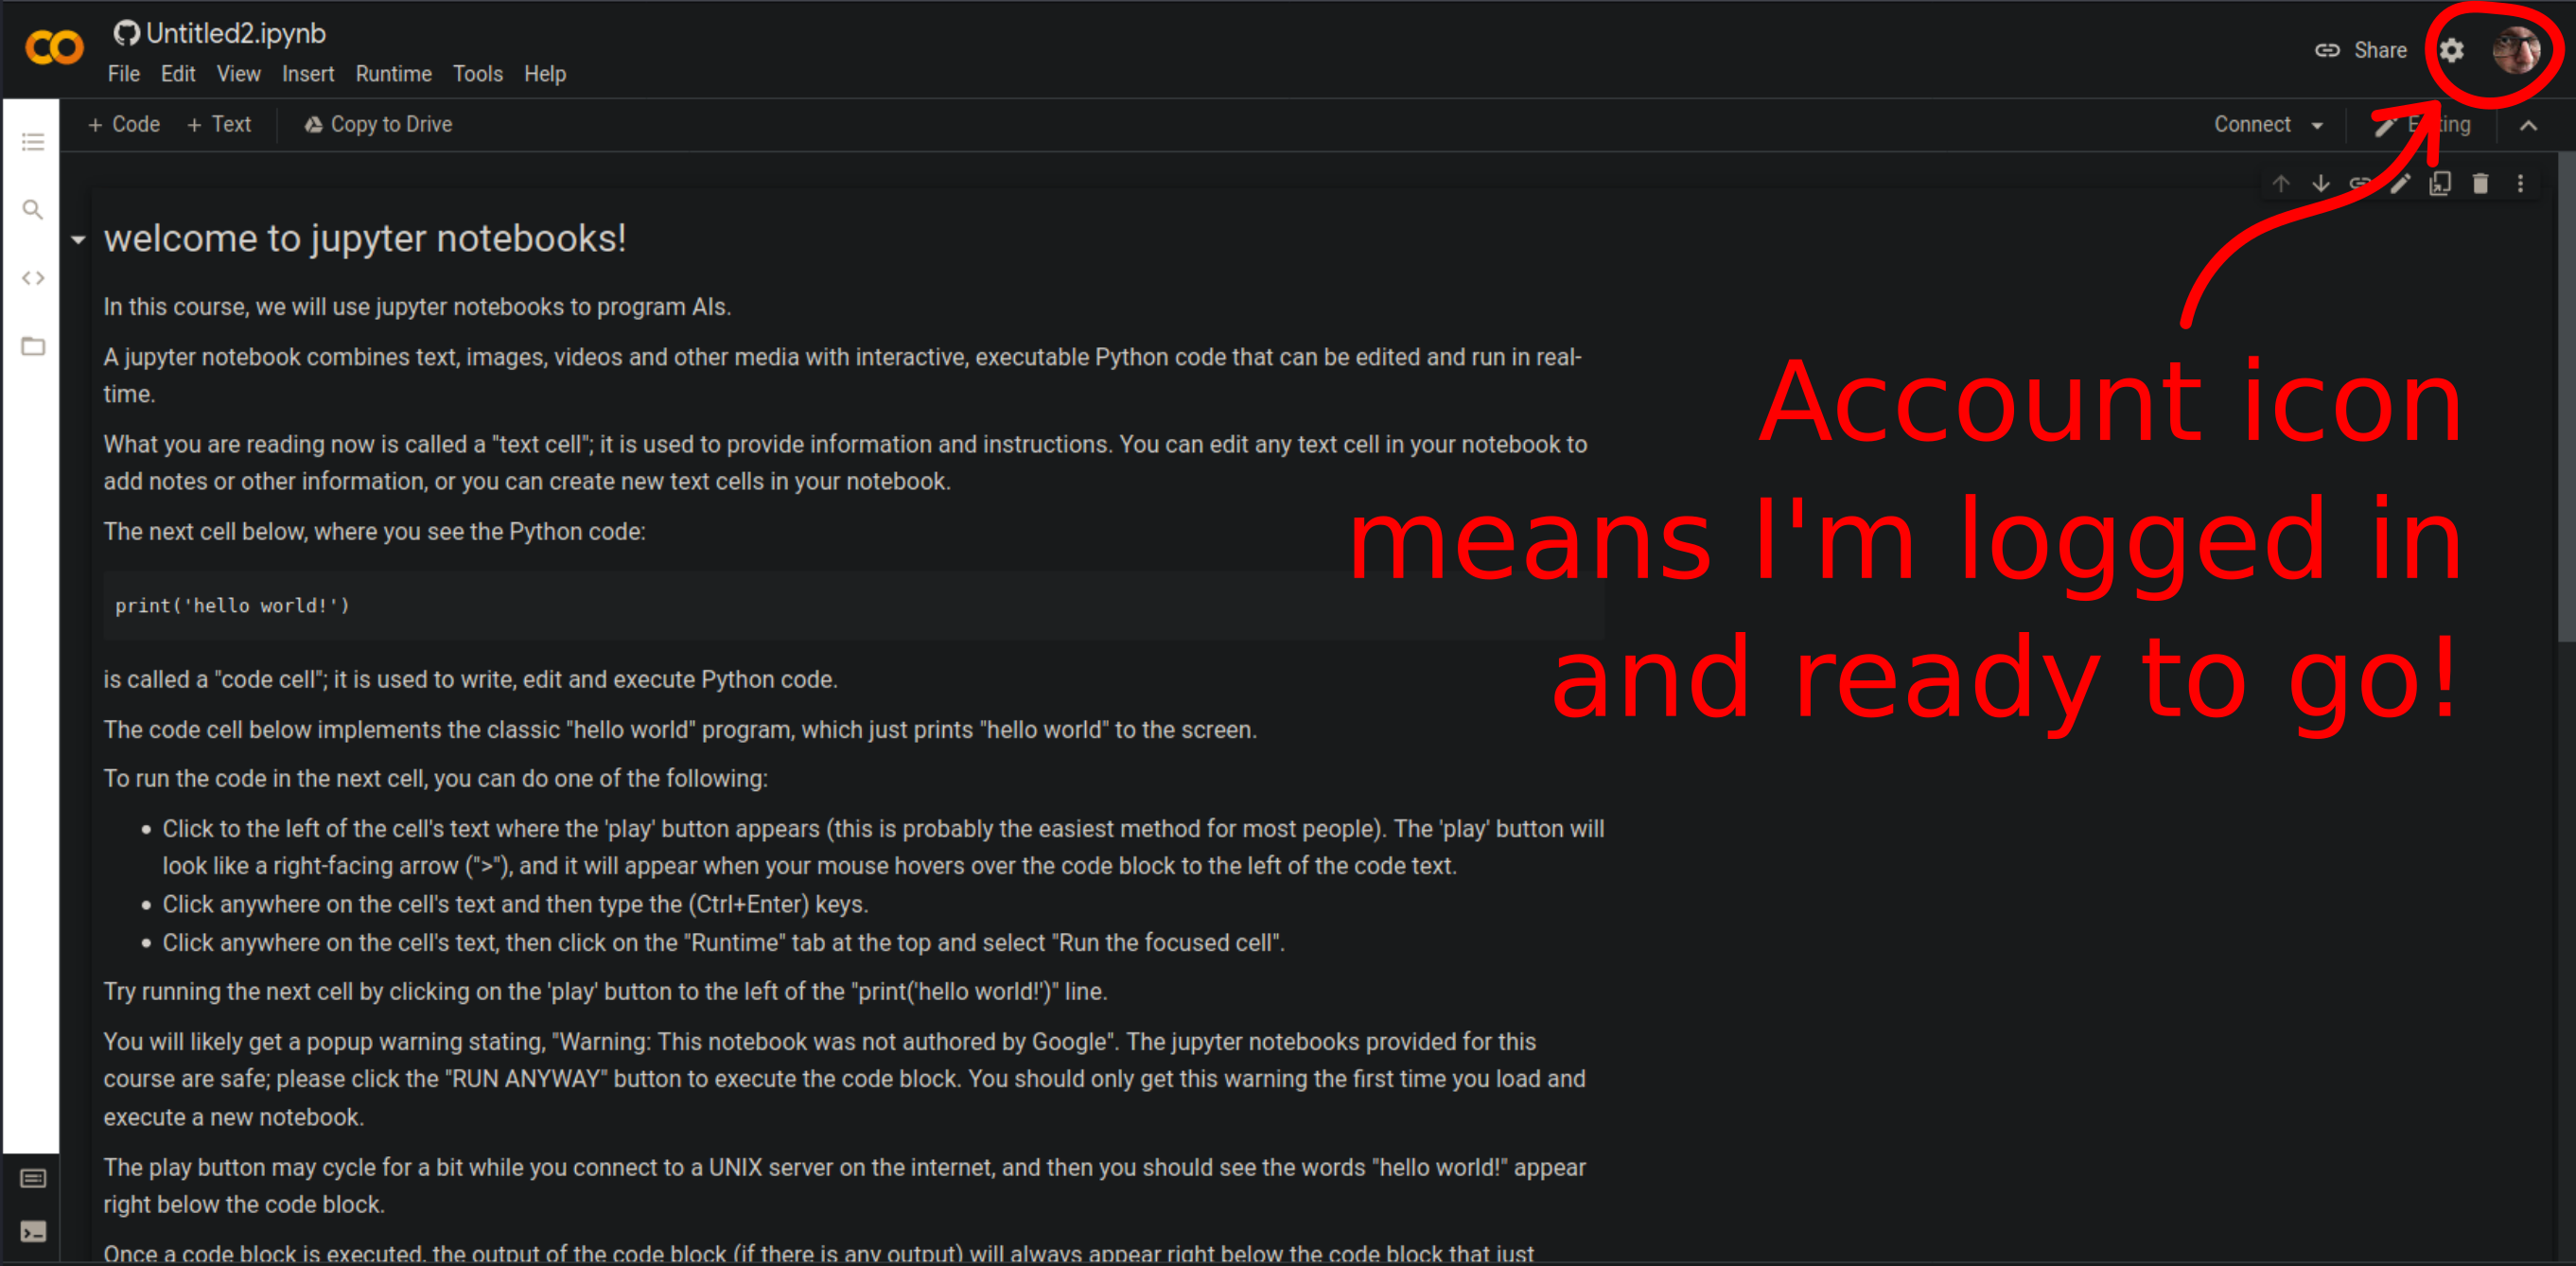 CO Untitled2.ipynb
File Edit View Insert Runtime Tools Help
Share
+ Code + Text Copy to Drive
Connect Editing
welcome to jupyter notebooks!
In this course, we will use jupyter notebooks to program AIs.
A jupyter notebook combines text, images, videos and other media with interactive, executable Python code that can be edited and run in real-
time.
What you are reading now is called a "text cell"; it is used to provide information and instructions. You can edit any text cell in your notebook to
add notes or other information, or you can create new text cells in your notebook.
The next cell below, where you see the Python code:
print('hello world!')
is called a "code cell"; it is used to write, edit and execute Python code.
The code cell below implements the classic "hello world" program, which just prints "hello world" to the screen.
To run the code in the next cell, you can do one of the following:
• Click to the left of the cell's text where the 'play' button appears (this is probably the easiest method for most people). The 'play' button will
look like a right-facing arrow (">"), and it will appear when your mouse hovers over the code block to the left of the code text.
• Click anywhere on the cell's text and then type the (Ctrl+Enter) keys.
• Click anywhere on the cell's text, then click on the "Runtime" tab at the top and select "Run the focused cell".
Try running the next cell by clicking on the 'play' button to the left of the "print('hello world!')" line.
You will likely get a popup warning stating, "Warning: This notebook was not authored by Google". The jupyter notebooks provided for this
course are safe; please click the "RUN ANYWAY" button to execute the code block. You should only get this warning the first time you load and
execute a new notebook.
The play button may cycle for a bit while you connect to a UNIX server on the internet, and then you should see the words "hello world!" appear
right below the code block.
Once a code block is executed, the output of the code block (if there is any output) will always appear right below the code block that just
Account icon
means I'm logged in
and ready to go!